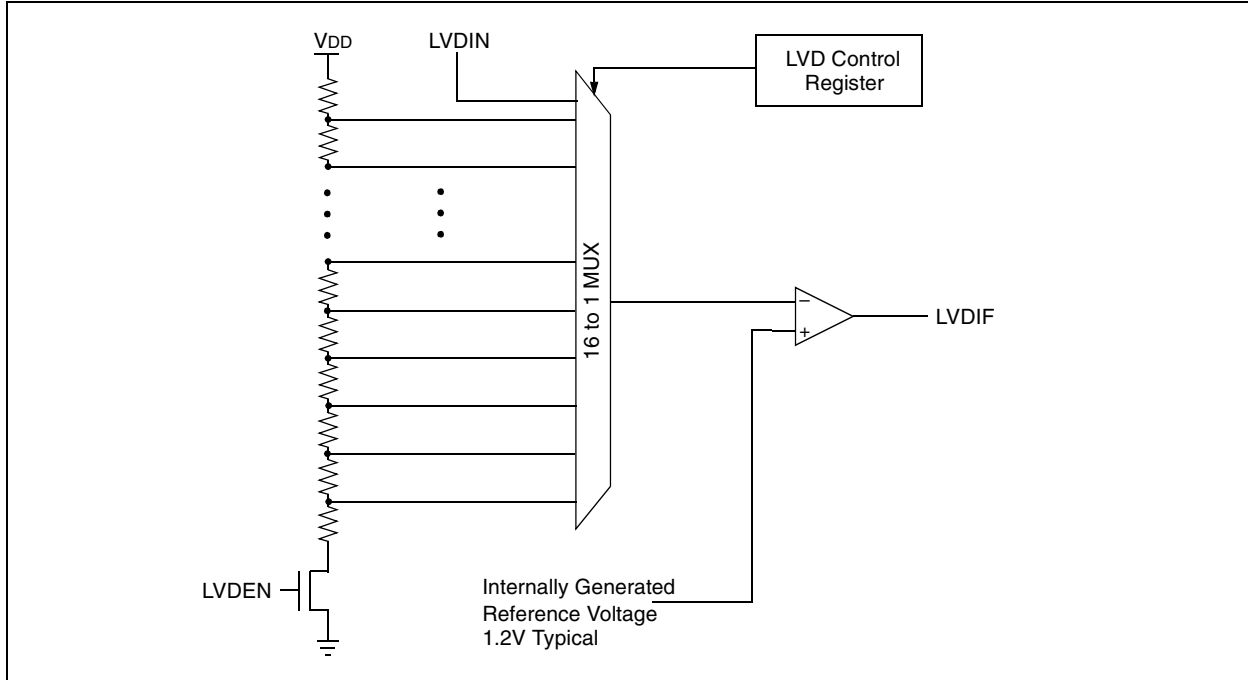 VDD
LVDIN
LVD Control
Register
16 to 1 MUX
–
+
LVDIF
LVDEN
Internally Generated
Reference Voltage
1.2V Typical